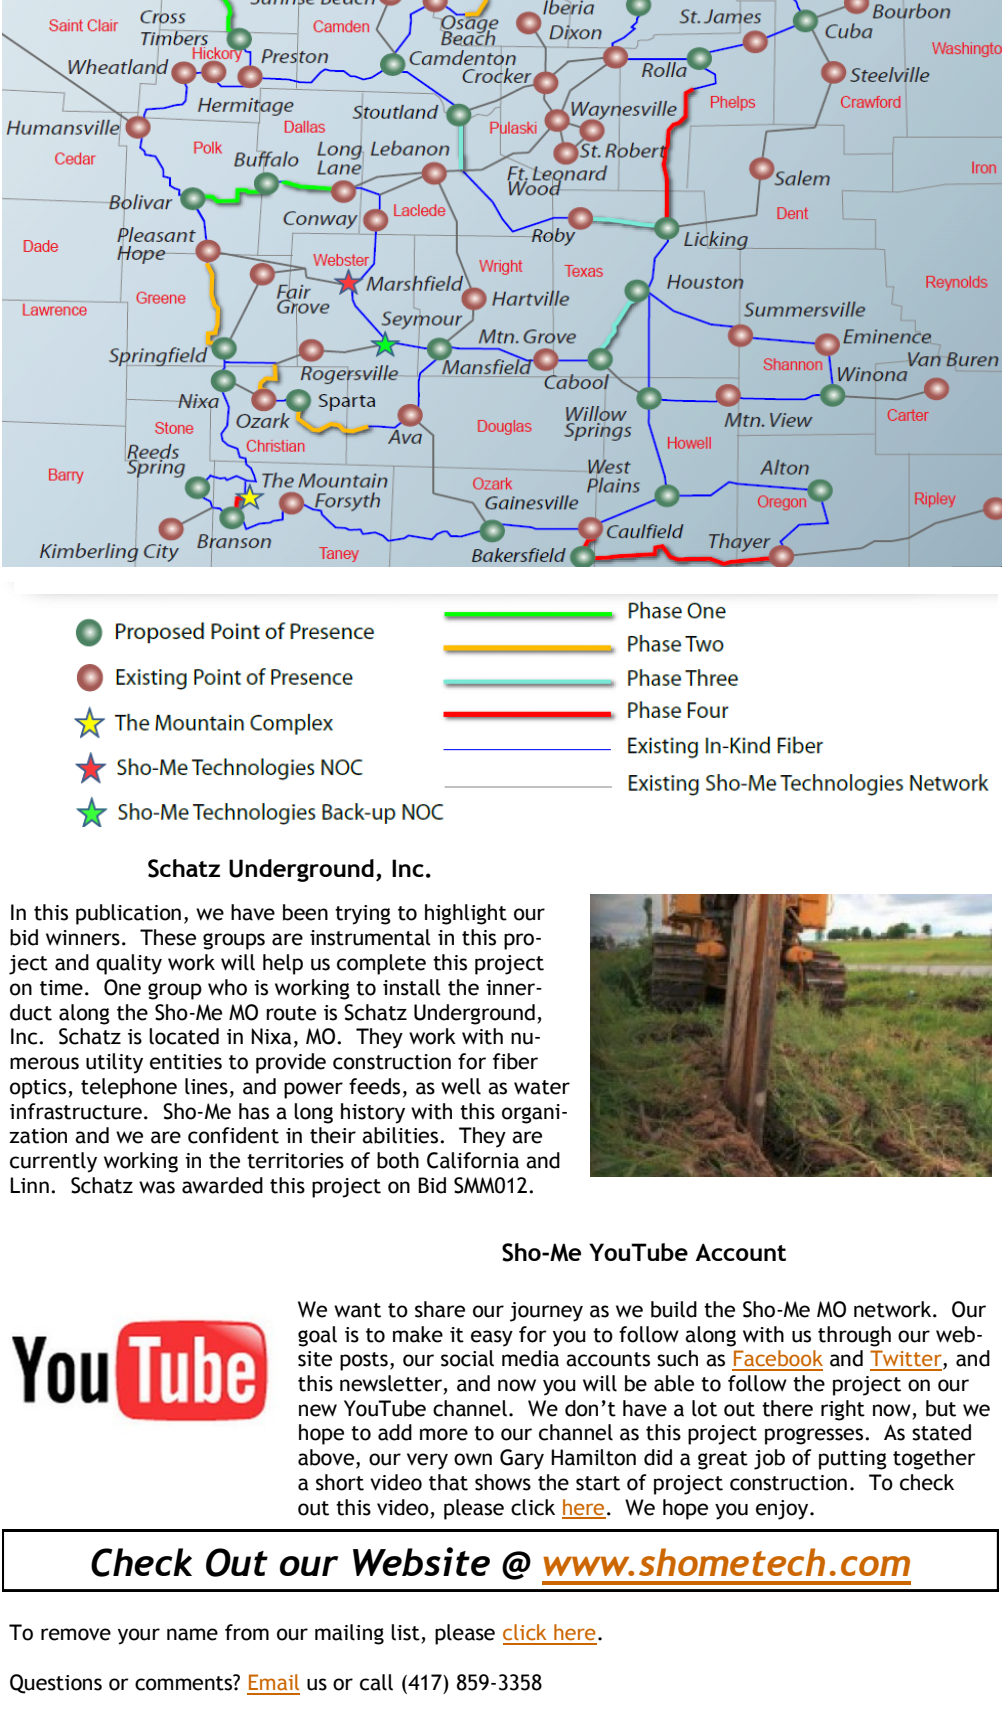 Sunrise Beach
Iberia
Bourbon
Cross
Timbers
Saint Clair
Camden
Osage
Beach
Dixon
St. James
Cuba
Washingto
Hickory
Wheatland
Preston
Camdenton
Crocker
Rolla
Steelville
Hermitage
Stoutland
Waynesville
Phelps
Crawford
Humansville
Dallas
Pulaski
Cedar
Polk
Buffalo
Long
Lane
Lebanon
St. Robert
Iron
Ft. Leonard
Wood
Salem
Bolivar
Conway
Laclede
Dent
Pleasant
Hope
Roby
Licking
Dade
Webster
Wright
Texas
Marshfield
Houston
Reynolds
Lawrence
Greene
Fair
Grove
Hartville
Summersville
Seymour
Mtn. Grove
Eminence
Springfield
Mansfield
Shannon
Van Buren
Rogersville
Cabool
Winona
Nixa
Sparta
Ozark
Ava
Douglas
Willow
Springs
Mtn. View
Carter
Stone
Christian
Howell
Reeds
Spring
Barry
The Mountain
Ozark
West
Plains
Alton
Forsyth
Gainesville
Oregon
Ripley
Kimberling City
Branson
Taney
Bakersfield
Caulfield
Thayer
Proposed Point of Presence
Existing Point of Presence
The Mountain Complex
Sho-Me Technologies NOC
Sho-Me Technologies Back-up NOC
Phase One
Phase Two
Phase Three
Phase Four
Existing In-Kind Fiber
Existing Sho-Me Technologies Network
Schatz Underground, Inc.
In this publication, we have been trying to highlight our
bid winners.  These groups are instrumental in this pro-
ject and quality work will help us complete this project
on time.  One group who is working to install the inner-
duct along the Sho-Me MO route is Schatz Underground,
Inc.  Schatz is located in Nixa, MO.  They work with nu-
merous utility entities to provide construction for fiber
optics, telephone lines, and power feeds, as well as water
infrastructure.  Sho-Me has a long history with this organi-
zation and we are confident in their abilities.  They are
currently working in the territories of both California and
Linn.  Schatz was awarded this project on Bid SMM012.
Sho-Me YouTube Account
YouTube
We want to share our journey as we build the Sho-Me MO network.  Our
goal is to make it easy for you to follow along with us through our web-
site posts, our social media accounts such as Facebook and Twitter, and
this newsletter, and now you will be able to follow the project on our
new YouTube channel.  We don't have a lot out there right now, but we
hope to add more to our channel as this project progresses.  As stated
above, our very own Gary Hamilton did a great job of putting together
a short video that shows the start of project construction.  To check
out this video, please click here.  We hope you enjoy.
Check Out our Website @ www.shometech.com
To remove your name from our mailing list, please click here.
Questions or comments? Email us or call (417) 859-3358